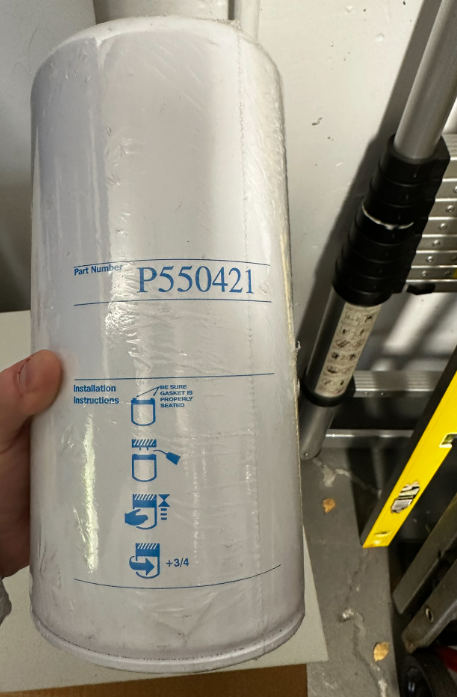 Part Number P550421
Installation
Instructions
BE SURE
GASKET IS
PROPERLY
SEATED
+3/4